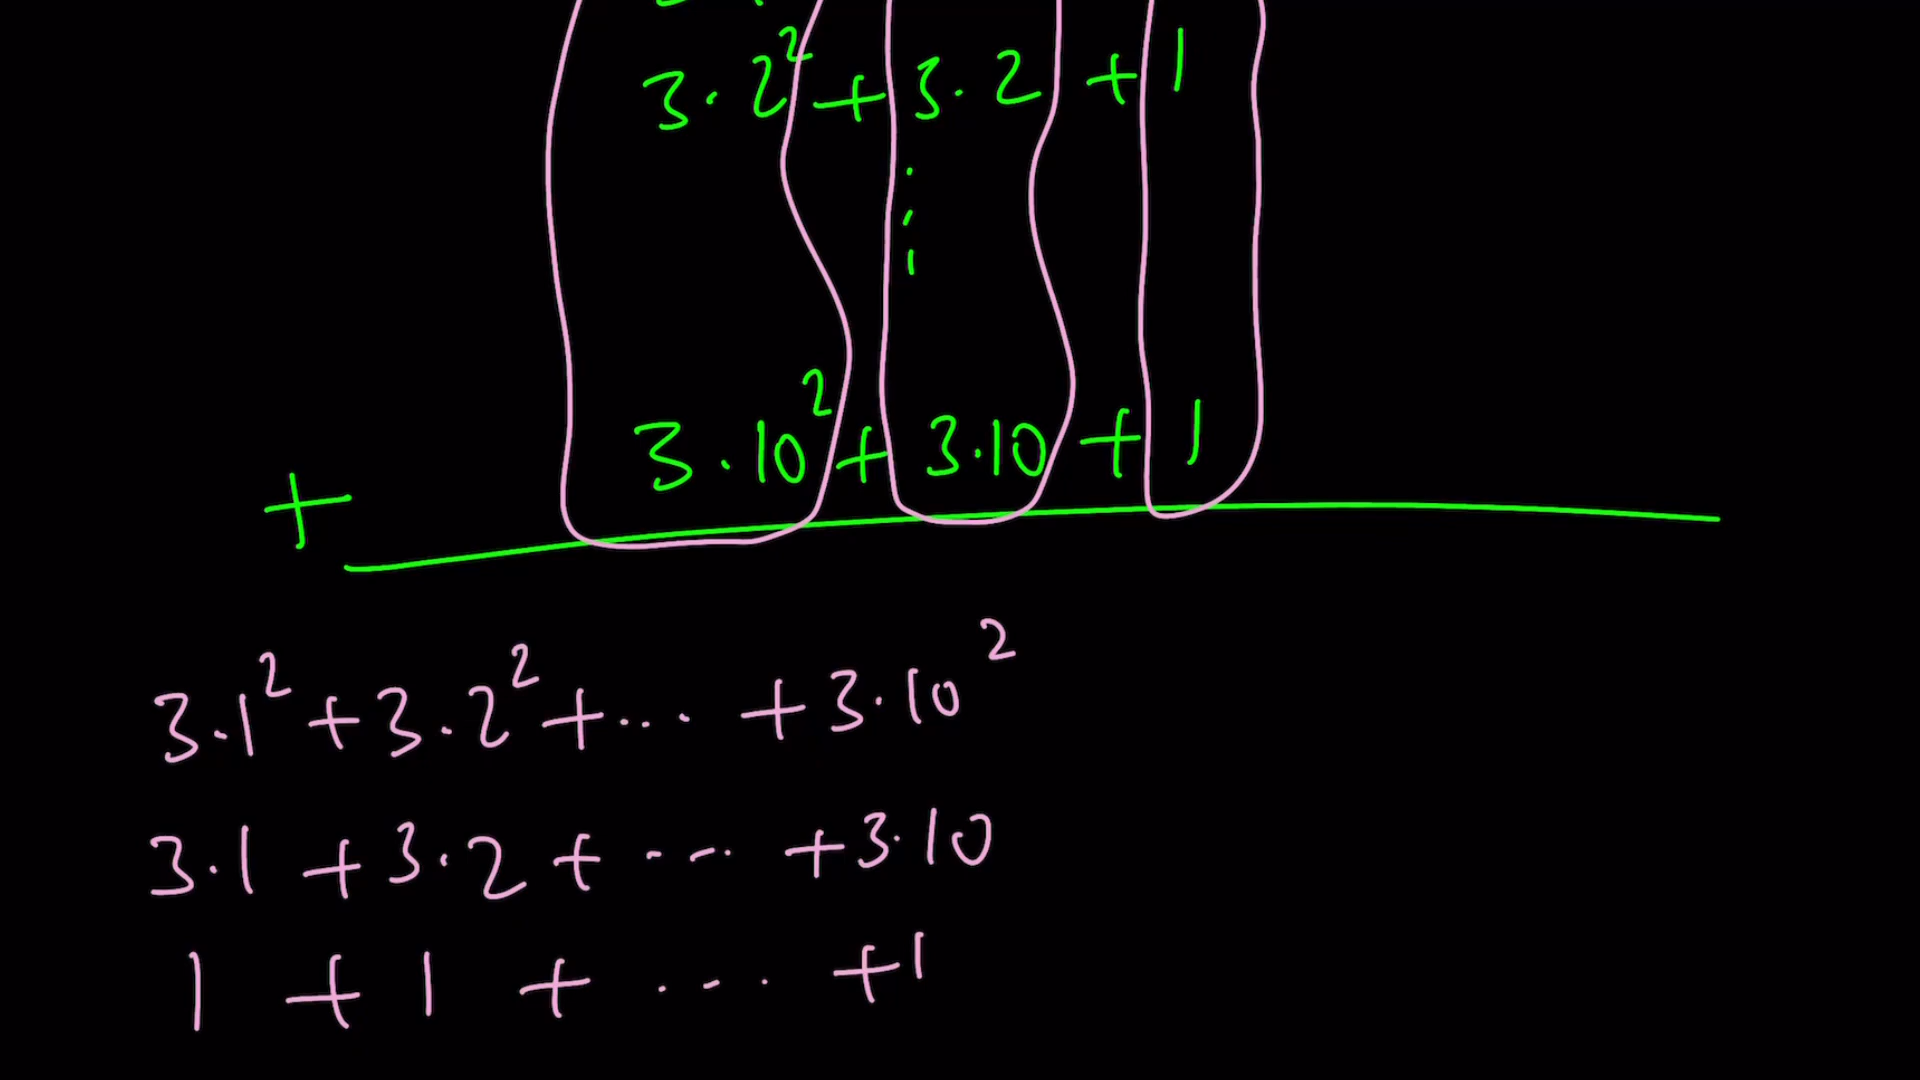 3·2² + 3·2 + 1
⋮
3·10² + 3·10 + 1
+
3·1² + 3·2² + ... + 3·10²
3·1 + 3·2 + ... + 3·10
1 + 1 + ... + 1